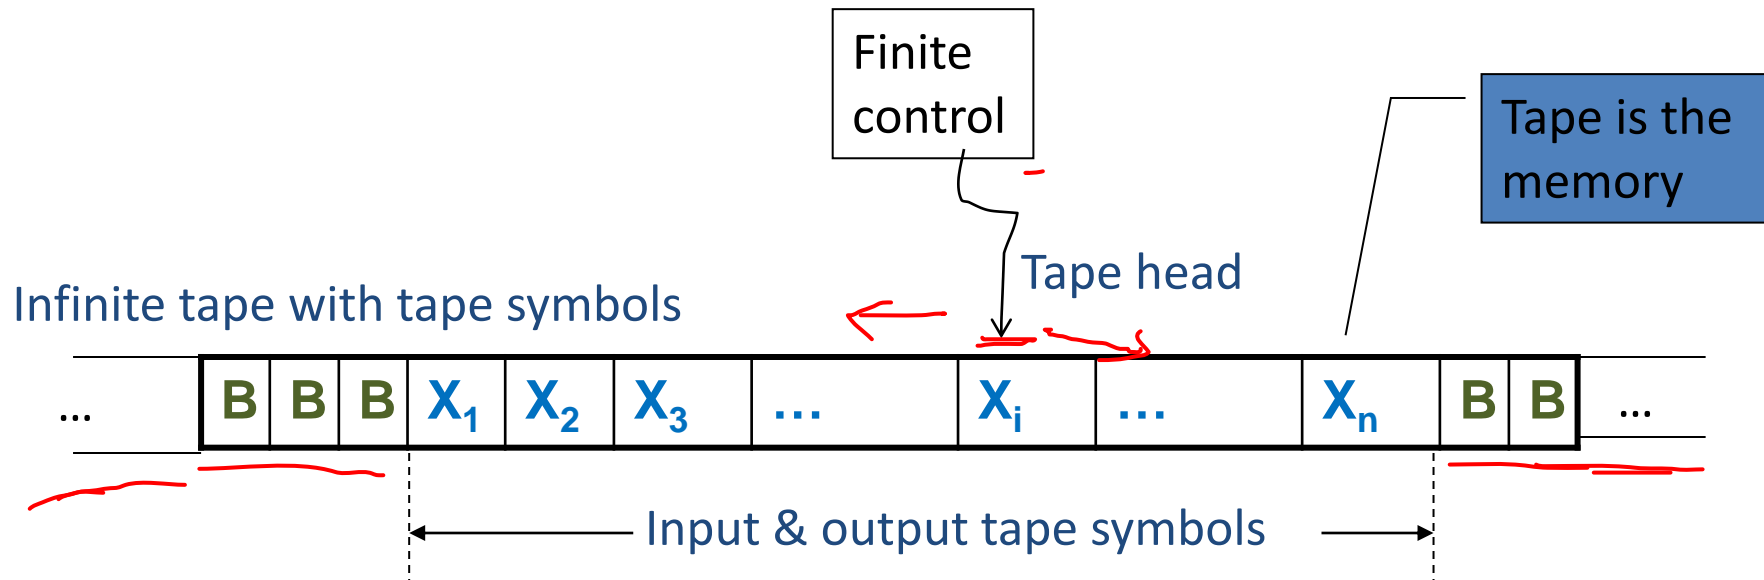 Finite
control
Tape is the
memory
Tape head
Infinite tape with tape symbols
... B B B X1 X2 X3 ... Xi ... Xn B B ...
Input & output tape symbols